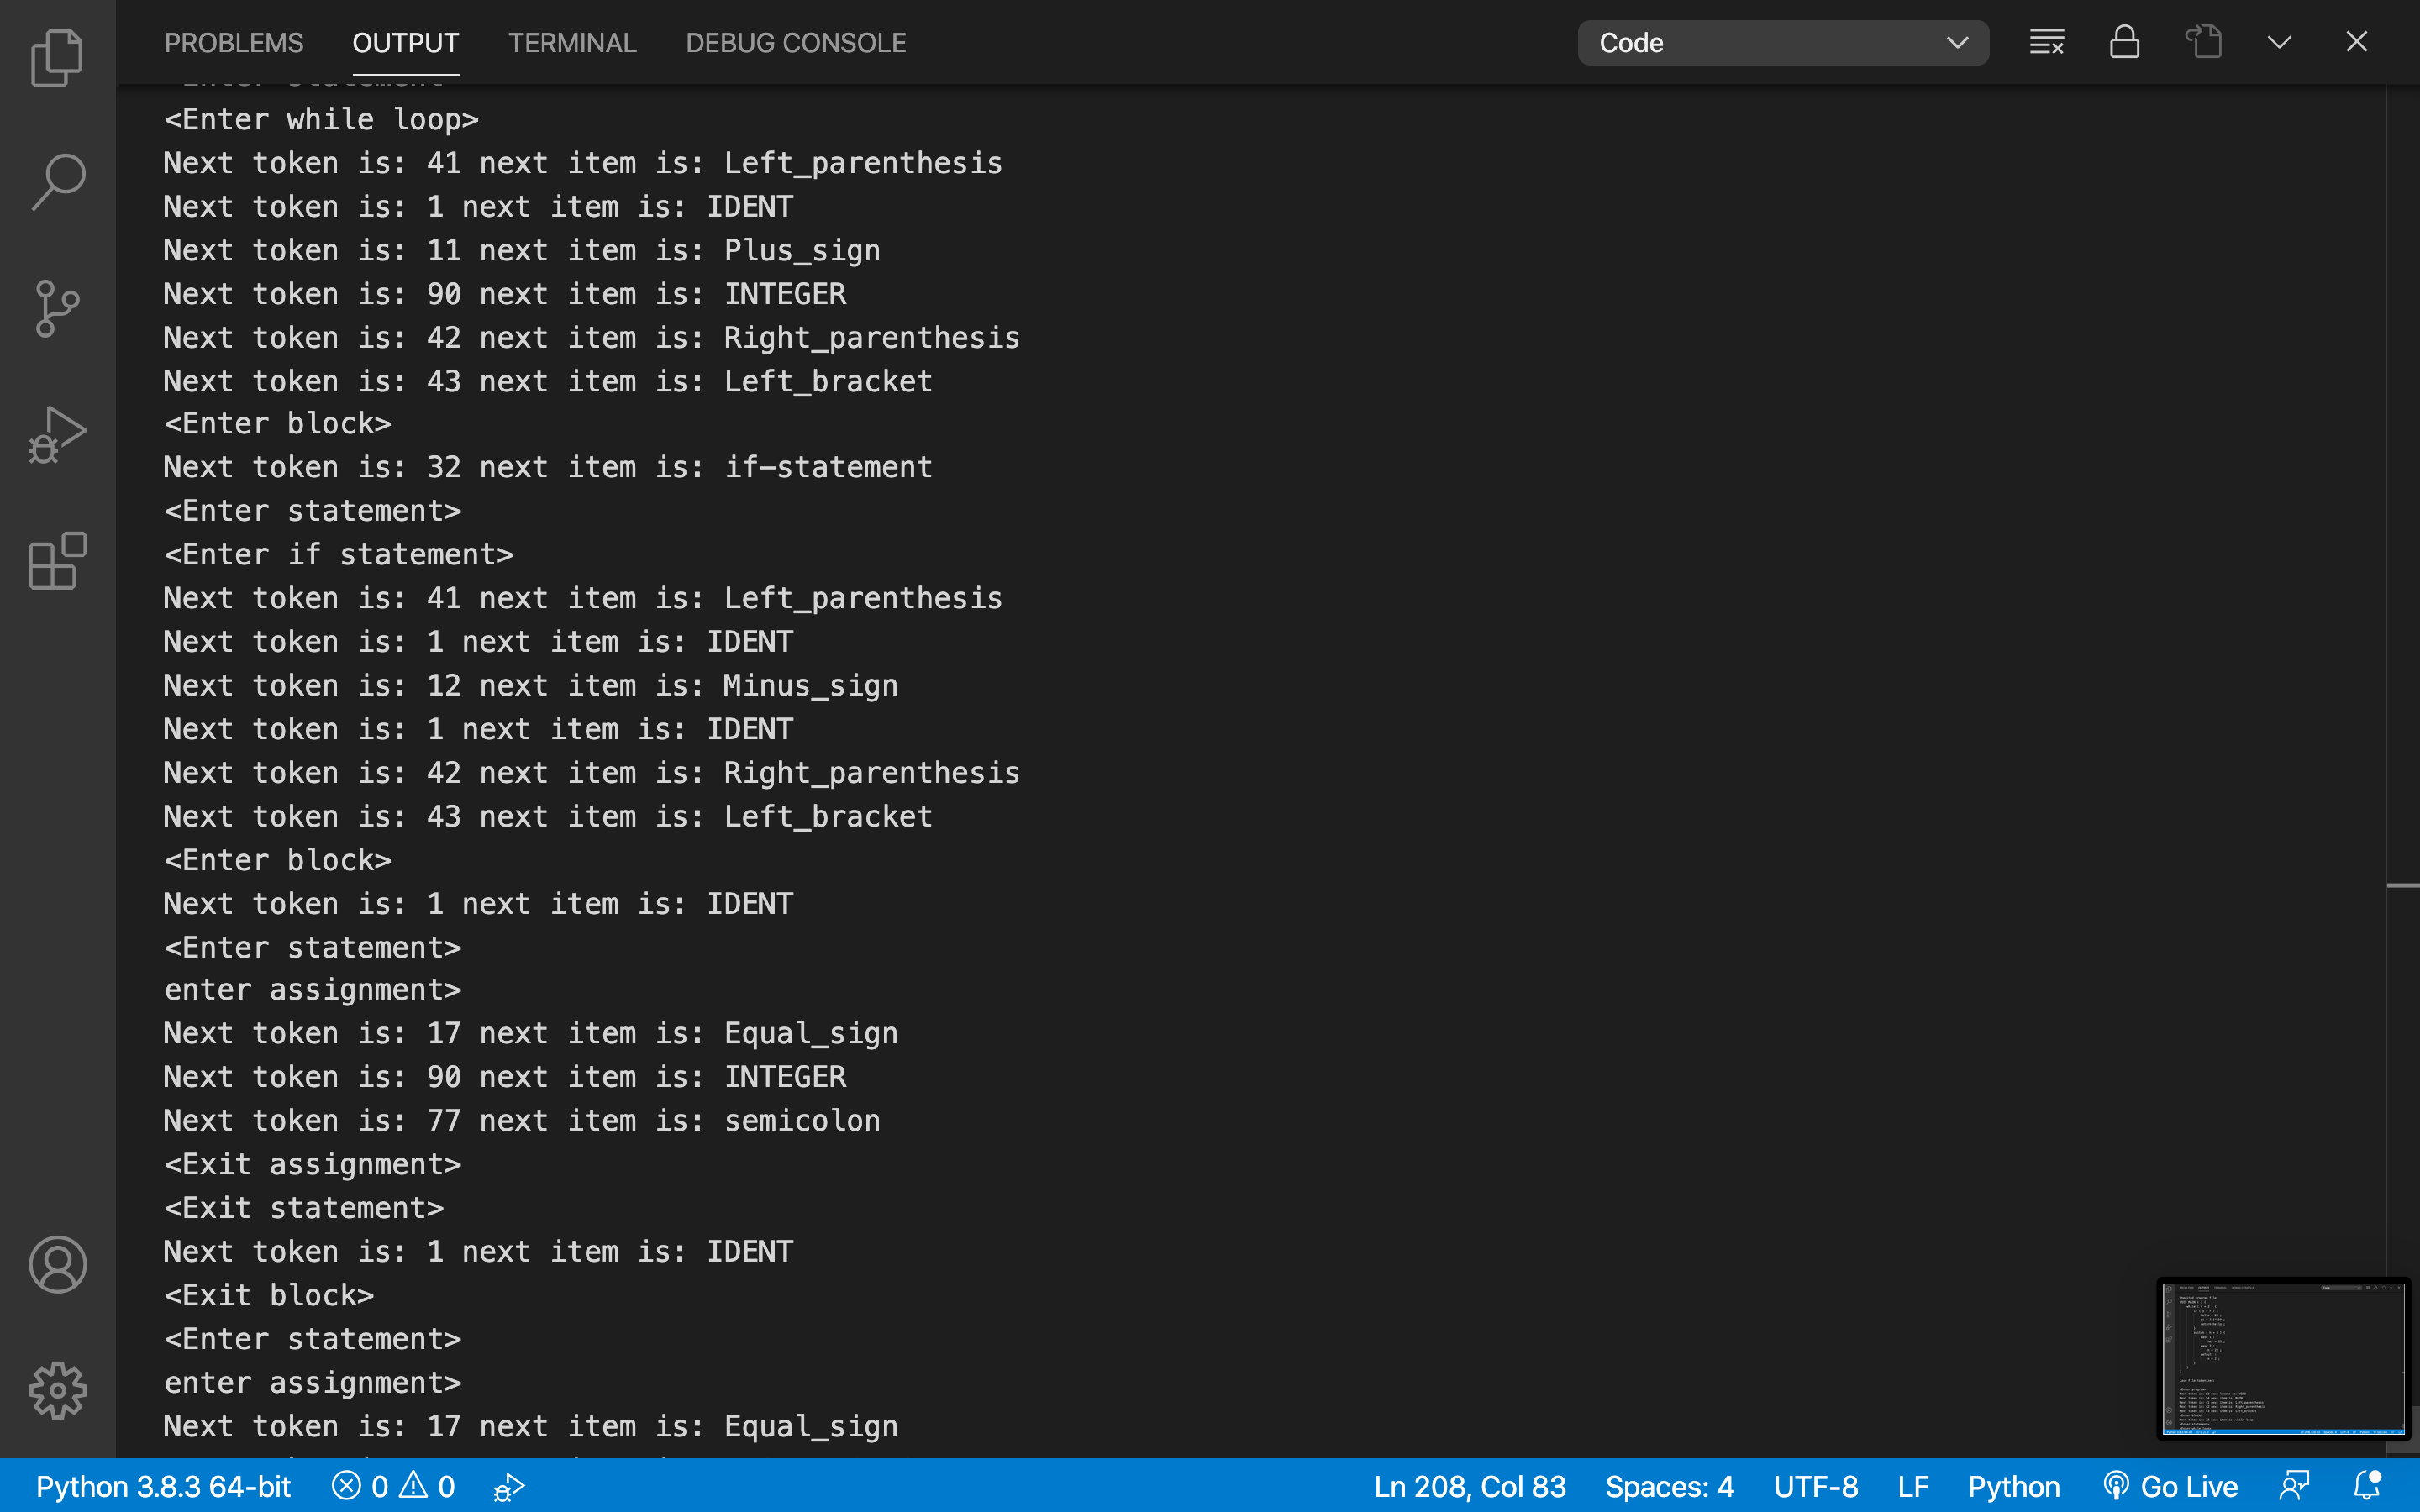 PROBLEMS OUTPUT TERMINAL DEBUG CONSOLE Code
<Enter while loop>
Next token is: 41 next item is: Left_parenthesis
Next token is: 1 next item is: IDENT
Next token is: 11 next item is: Plus_sign
Next token is: 90 next item is: INTEGER
Next token is: 42 next item is: Right_parenthesis
Next token is: 43 next item is: Left_bracket
<Enter block>
Next token is: 32 next item is: if-statement
<Enter statement>
<Enter if statement>
Next token is: 41 next item is: Left_parenthesis
Next token is: 1 next item is: IDENT
Next token is: 12 next item is: Minus_sign
Next token is: 1 next item is: IDENT
Next token is: 42 next item is: Right_parenthesis
Next token is: 43 next item is: Left_bracket
<Enter block>
Next token is: 1 next item is: IDENT
<Enter statement>
enter assignment>
Next token is: 17 next item is: Equal_sign
Next token is: 90 next item is: INTEGER
Next token is: 77 next item is: semicolon
<Exit assignment>
<Exit statement>
Next token is: 1 next item is: IDENT
<Exit block>
<Enter statement>
enter assignment>
Next token is: 17 next item is: Equal_sign
Python 3.8.3 64-bit 0 0 Ln 208, Col 83 Spaces: 4 UTF-8 LF Python Go Live